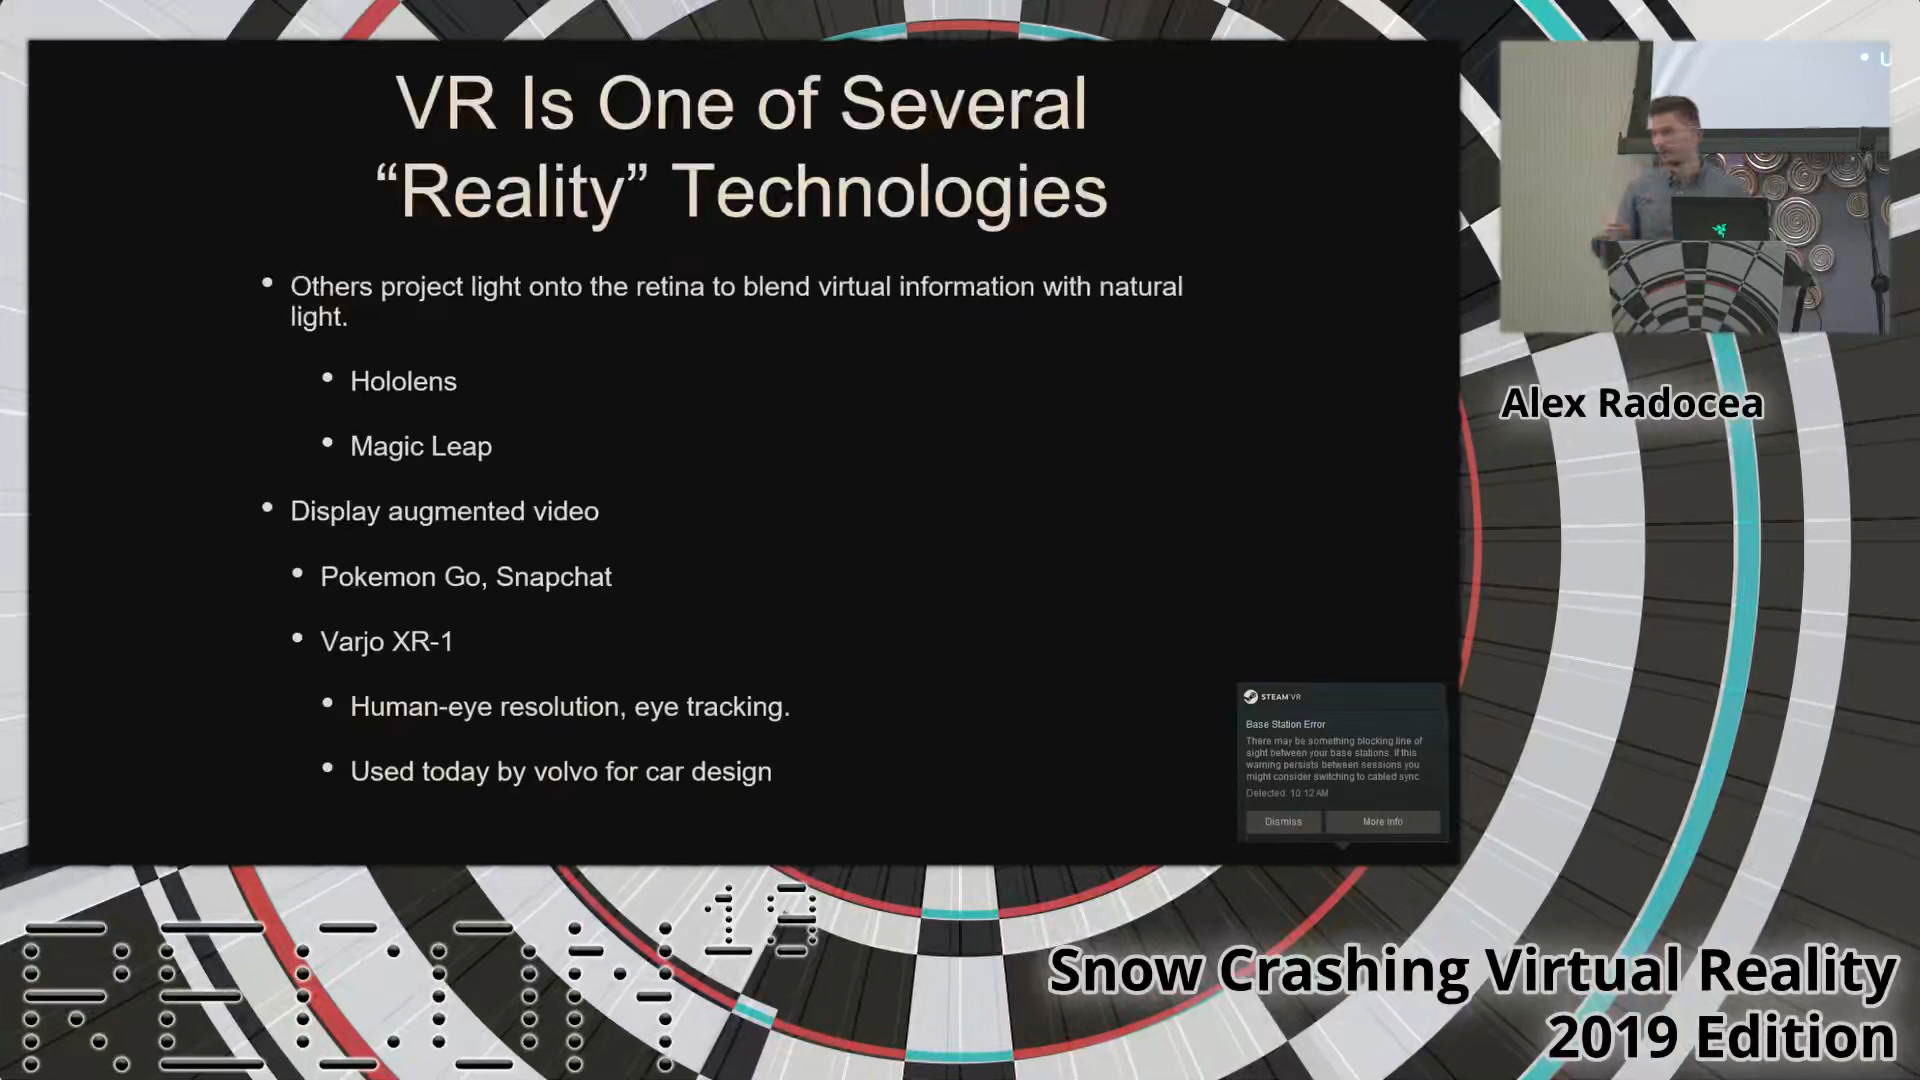 VR Is One of Several
“Reality” Technologies
• Others project light onto the retina to blend virtual information with natural
light.
• Hololens
• Magic Leap
• Display augmented video
• Pokemon Go, Snapchat
• Varjo XR-1
• Human-eye resolution, eye tracking.
• Used today by volvo for car design
STEAM VR
Base Station Error
There may be something blocking line of
sight between your base stations. If this
warning persists between sessions you
might consider switching to cabled sync.
Detected: 10:12 AM
Dismiss
More info
• U
Alex Radocea
RECON 19
Snow Crashing Virtual Reality
2019 Edition